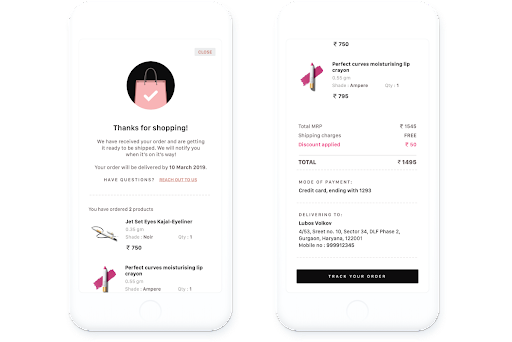 CLOSE
Thanks for shopping!
We have received your order and are getting
it ready to be shipped. We will notify you
when it's on it's way!
Your order will be delivered by 10 March 2019.
HAVE QUESTIONS? REACH OUT TO US
You have ordered 2 products
Jet Set Eyes Kajal-Eyeliner
0.35 gm
Shade : Noir Qty : 1
₹ 750
Perfect curves moisturising lip
crayon
0.55 gm
Shade : Ampere Qty : 1
₹ 750
Perfect curves moisturising lip
crayon
0.55 gm
Shade : Ampere Qty : 1
₹ 795
Total MRP ₹ 1545
Shipping charges FREE
Discount applied ₹ 50
TOTAL ₹ 1495
MODE OF PAYMENT:
Credit card, ending with 1293
DELIVERING TO:
Lubos Volkov
4/53, Sreet no. 10, Sector 34, DLF Phase 2,
Gurgaon, Haryana, 122001
Mobile no : 999912345
TRACK YOUR ORDER